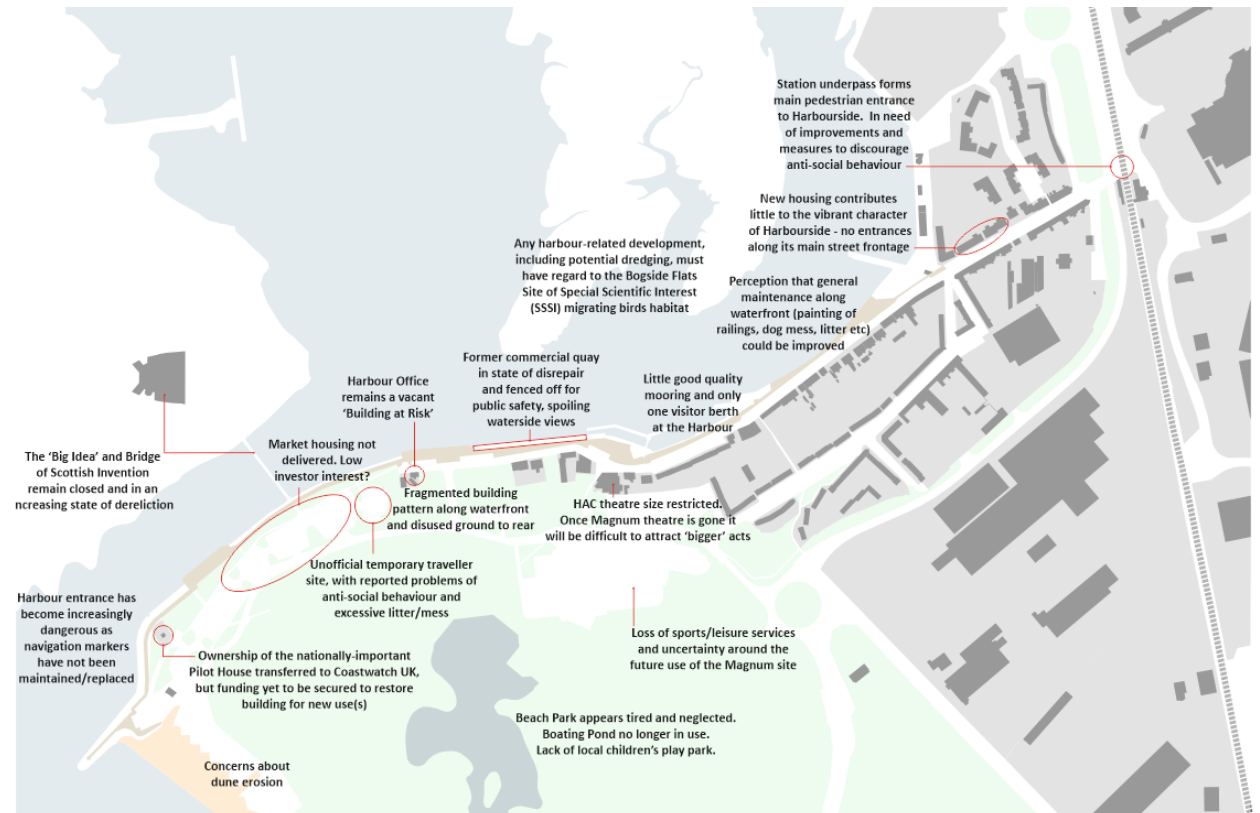 Station underpass forms
main pedestrian entrance
to Harbourside.  In need
of improvements and
measures to discourage
anti-social behaviour
New housing contributes
little to the vibrant character
of Harbourside - no entrances
along its main street frontage
Any harbour-related development,
including potential dredging, must
have regard to the Bogside Flats
Site of Special Scientific Interest
(SSSI) migrating birds habitat
Perception that general
maintenance along
waterfront (painting of
railings, dog mess, litter etc)
could be improved
Former commercial quay
in state of disrepair
and fenced off for
public safety, spoiling
waterside views
Little good quality
mooring and only
one visitor berth
at the Harbour
Harbour Office
remains a vacant
‘Building at Risk’
Market housing not
delivered. Low
investor interest?
The ‘Big Idea’ and Bridge
of Scottish Invention
remain closed and in an
ncreasing state of dereliction
Fragmented building
pattern along waterfront
and disused ground to rear
HAC theatre size restricted.
Once Magnum theatre is gone it
will be difficult to attract ‘bigger’ acts
Unofficial temporary traveller
site, with reported problems of
anti-social behaviour and
excessive litter/mess
Harbour entrance has
become increasingly
dangerous as
navigation markers
have not been
maintained/replaced
Loss of sports/leisure services
and uncertainty around the
future use of the Magnum site
Ownership of the nationally-important
Pilot House transferred to Coastwatch UK,
but funding yet to be secured to restore
building for new use(s)
Beach Park appears tired and neglected.
Boating Pond no longer in use.
Lack of local children’s play park.
Concerns about
dune erosion